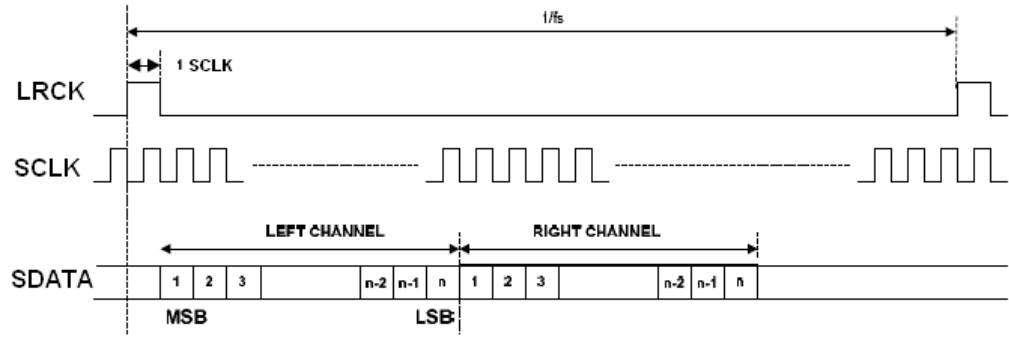 1/fs
1 SCLK
LRCK
SCLK
LEFT CHANNEL RIGHT CHANNEL
SDATA 1 2 3 n-2 n-1 n 1 2 3 n-2 n-1 n
MSB LSB